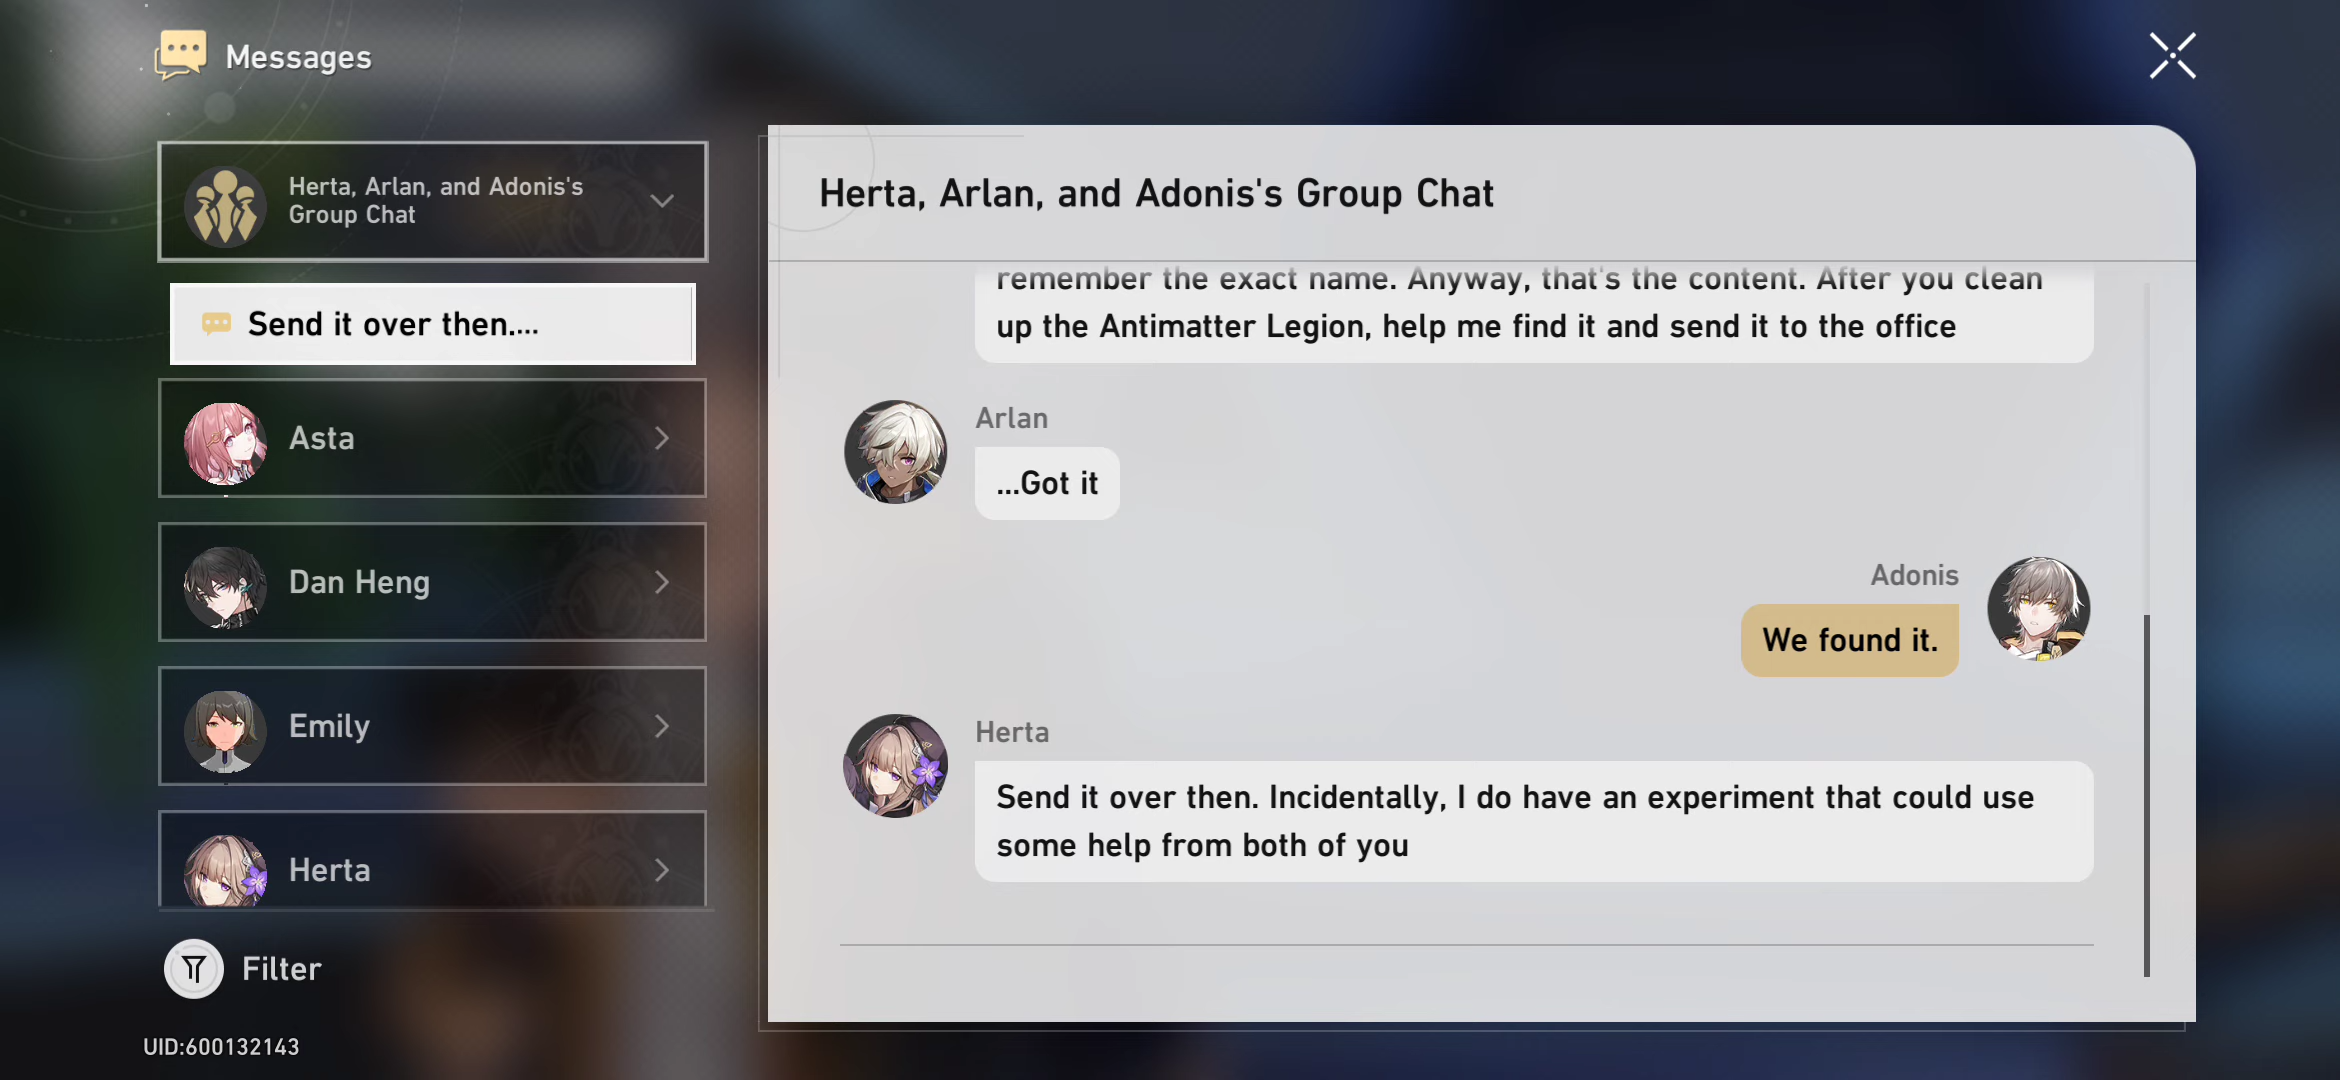 Messages
Herta, Arlan, and Adonis's
Group Chat
Send it over then....
Asta
Dan Heng
Emily
Herta
Filter
UID:600132143
Herta, Arlan, and Adonis's Group Chat
remember the exact name. Anyway, that's the content. After you clean
up the Antimatter Legion, help me find it and send it to the office
Arlan
...Got it
Adonis
We found it.
Herta
Send it over then. Incidentally, I do have an experiment that could use
some help from both of you